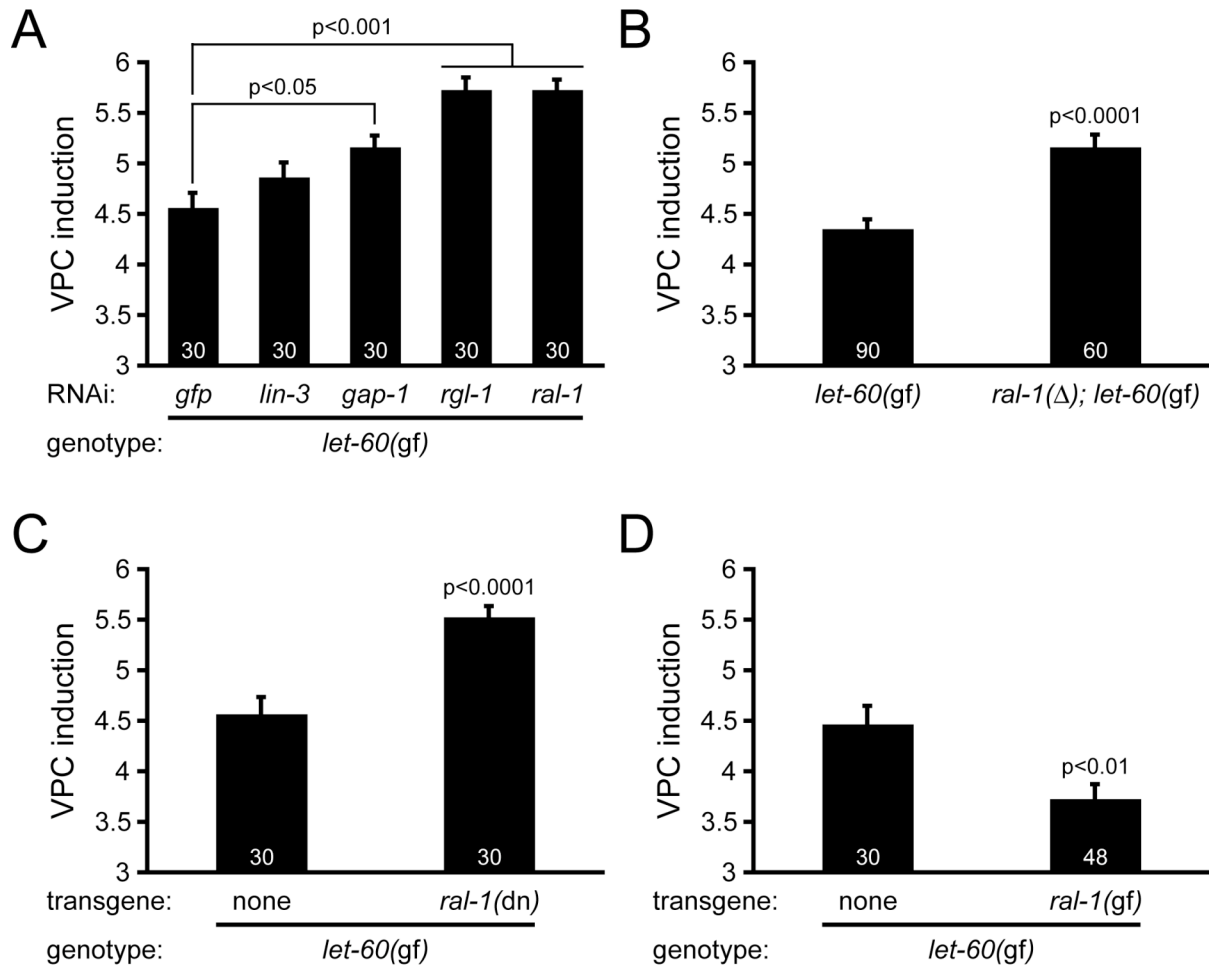 A
p<0.001
p<0.05
VPC induction
6
5.5
5
4.5
4
3.5
3
30 30 30 30 30
RNAi: gfp lin-3 gap-1 rgl-1 ral-1
genotype: let-60(gf)
B
p<0.0001
VPC induction
6
5.5
5
4.5
4
3.5
3
90 60
let-60(gf) ral-1(Δ); let-60(gf)
C
p<0.0001
VPC induction
6
5.5
5
4.5
4
3.5
3
30 30
transgene: none ral-1(dn)
genotype: let-60(gf)
D
p<0.01
VPC induction
6
5.5
5
4.5
4
3.5
3
30 48
transgene: none ral-1(gf)
genotype: let-60(gf)